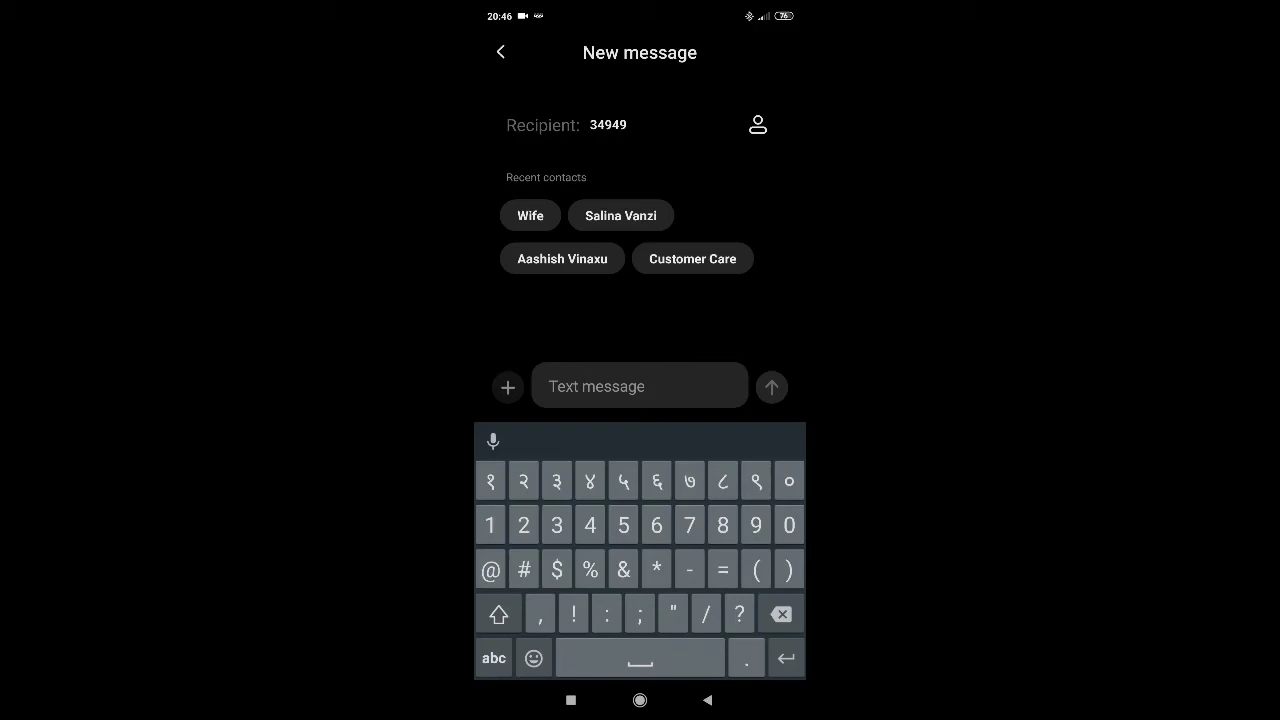 20:46 76
New message
Recipient: 34949
Recent contacts
Wife Salina Vanzi
Aashish Vinaxu Customer Care
Text message
१ २ ३ ४ ५ ६ ७ ८ ९ ०
1 2 3 4 5 6 7 8 9 0
@ # $ % & * - = ( )
, ! : ; " / ?
abc .